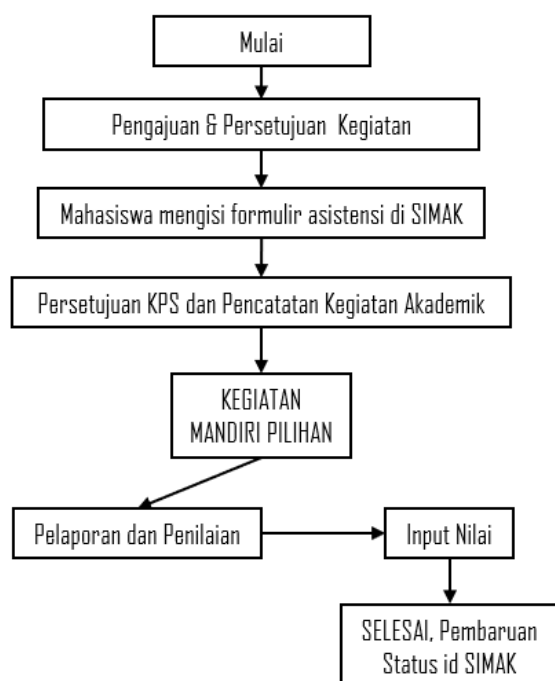 Mulai
Pengajuan & Persetujuan Kegiatan
Mahasiswa mengisi formulir asistensi di SIMAK
Persetujuan KPS dan Pencatatan Kegiatan Akademik
KEGIATAN
MANDIRI PILIHAN
Pelaporan dan Penilaian
Input Nilai
SELESAI, Pembaruan
Status id SIMAK